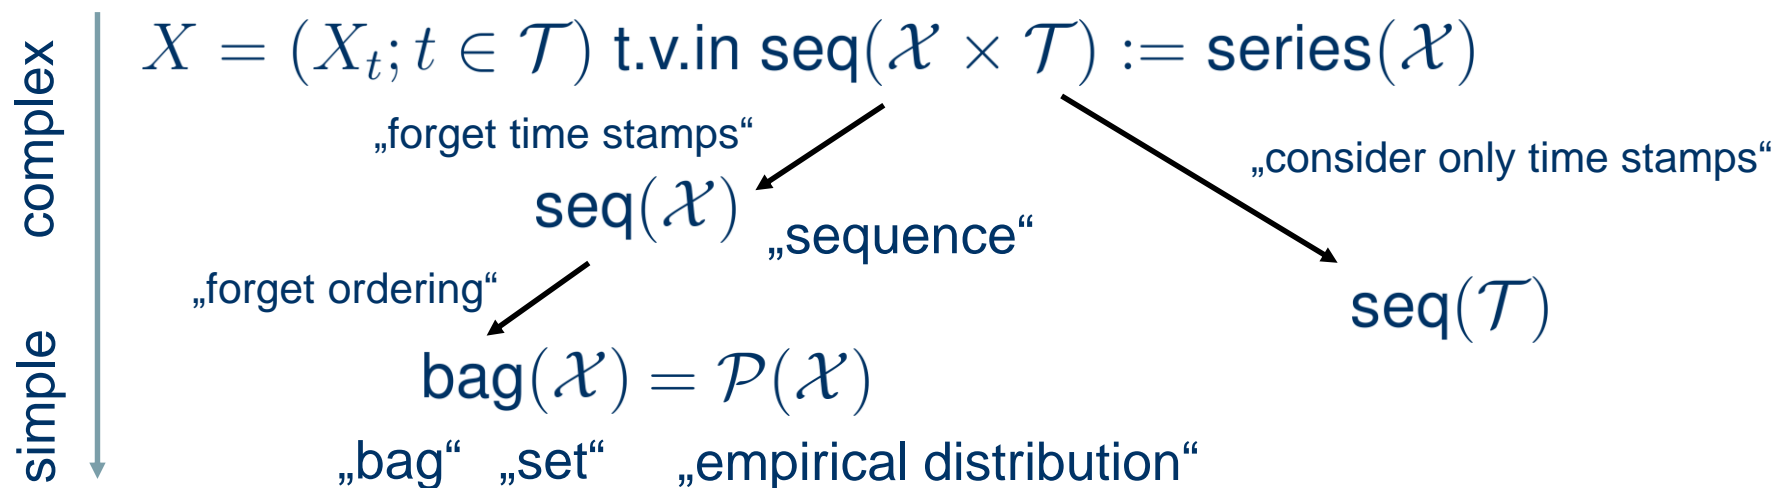 X = (X_t; t ∈ 𝒯) t.v.in seq(𝒳 × 𝒯) := series(𝒳)
complex
„forget time stamps“
„consider only time stamps“
seq(𝒳)
„sequence“
„forget ordering“
seq(𝒯)
simple
bag(𝒳) = 𝒫(𝒳)
„bag“ „set“ „empirical distribution“